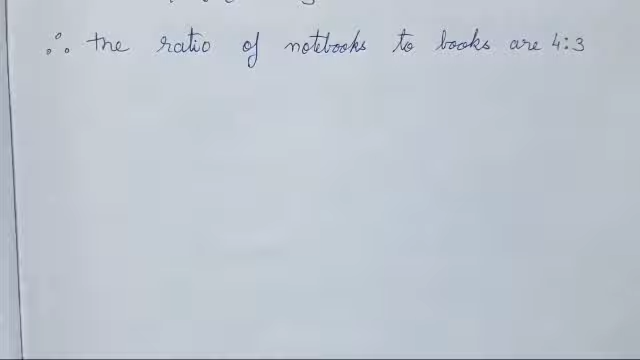 ∴ the ratio of notebooks to books are 4:3